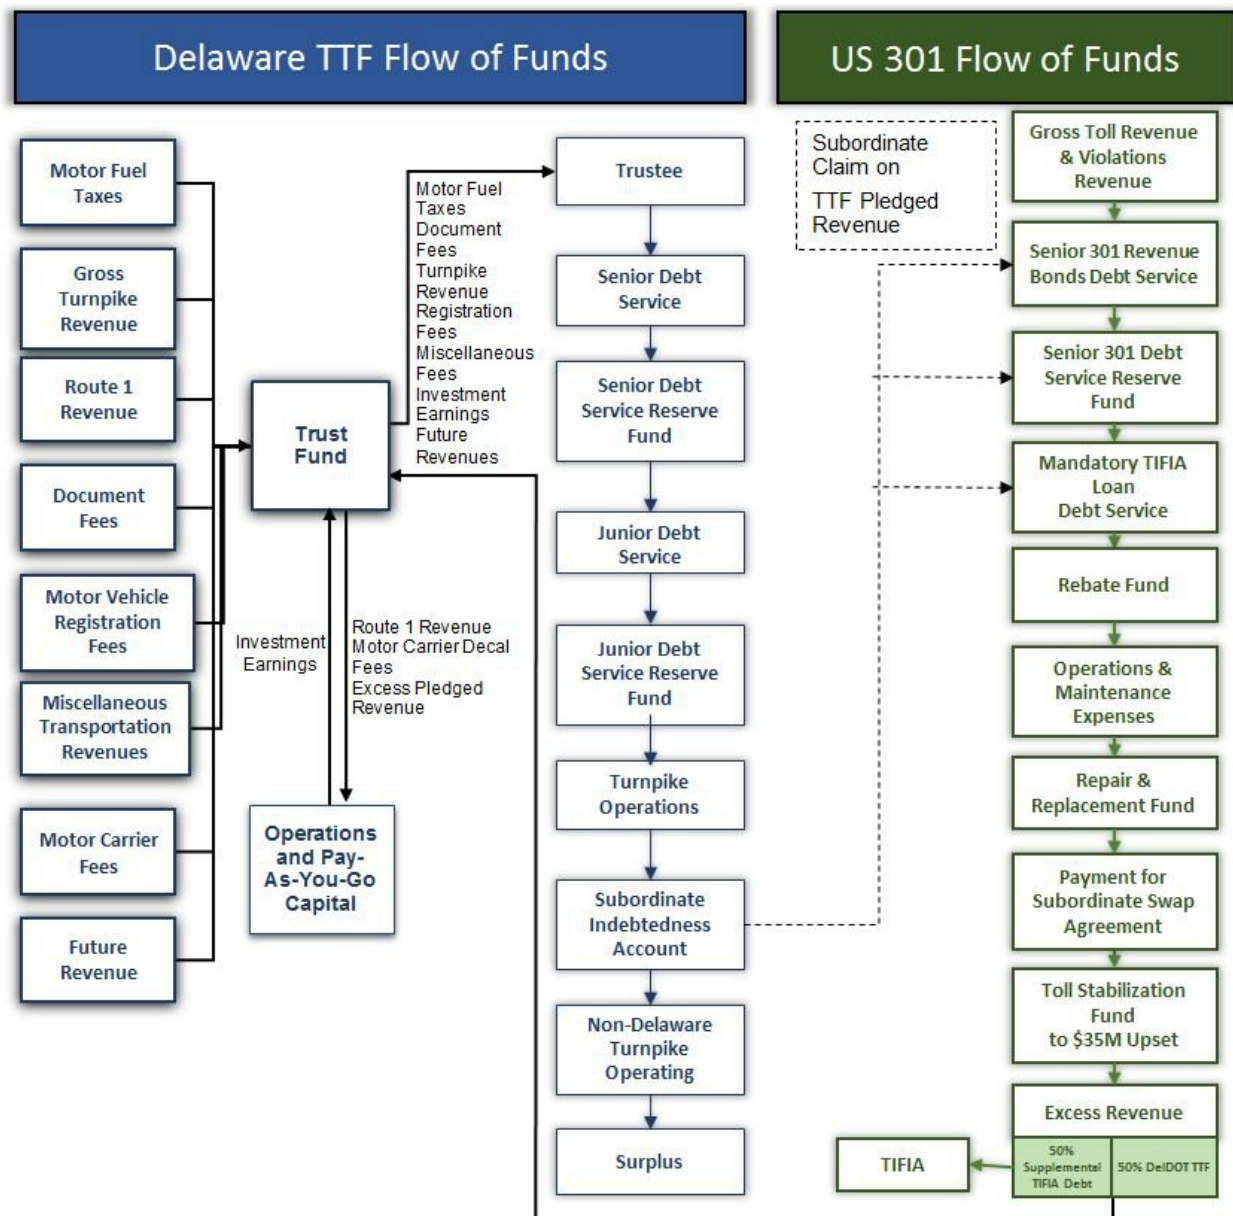 Delaware TTF Flow of Funds
Motor Fuel
Taxes
Gross
Turnpike
Revenue
Route 1
Revenue
Document
Fees
Motor Vehicle
Registration
Fees
Miscellaneous
Transportation
Revenues
Motor Carrier
Fees
Future
Revenue
Trust
Fund
Investment
Earnings
Route 1 Revenue
Motor Carrier Decal
Fees
Excess Pledged
Revenue
Operations
and Pay-
As-You-Go
Capital
Motor Fuel
Taxes
Document
Fees
Turnpike
Revenue
Registration
Fees
Miscellaneous
Fees
Investment
Earnings
Future
Revenues
Trustee
Senior Debt
Service
Senior Debt
Service Reserve
Fund
Junior Debt
Service
Junior Debt
Service Reserve
Fund
Turnpike
Operations
Subordinate
Indebtedness
Account
Non-Delaware
Turnpike
Operating
Surplus
US 301 Flow of Funds
Subordinate
Claim on
TTF Pledged
Revenue
Gross Toll Revenue
& Violations
Revenue
Senior 301 Revenue
Bonds Debt Service
Senior 301 Debt
Service Reserve
Fund
Mandatory TIFIA
Loan
Debt Service
Rebate Fund
Operations &
Maintenance
Expenses
Repair &
Replacement Fund
Payment for
Subordinate Swap
Agreement
Toll Stabilization
Fund
to $35M Upset
Excess Revenue
50%
Supplemental
TIFIA Debt
50% DelDOT TTF
TIFIA